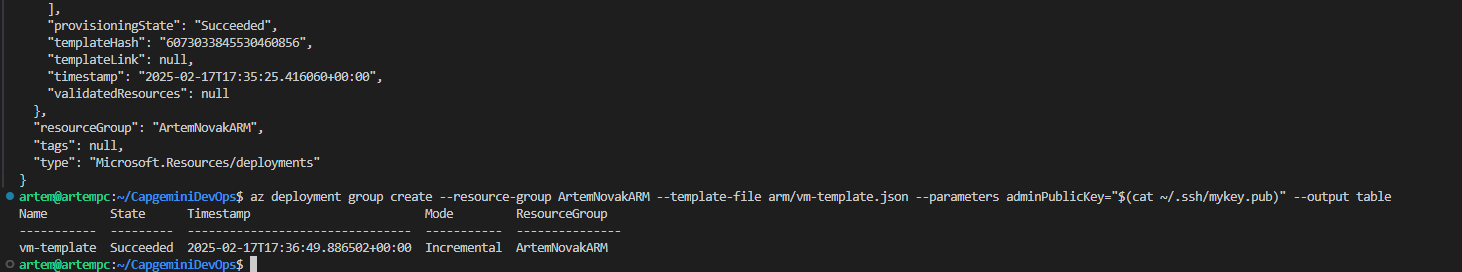 ],
"provisioningState": "Succeeded",
"templateHash": "6073033845530460856",
"templateLink": null,
"timestamp": "2025-02-17T17:35:25.416060+00:00",
"validatedResources": null
},
"resourceGroup": "ArtemNovakARM",
"tags": null,
"type": "Microsoft.Resources/deployments"
}
artem@artempc:~/CapgeminiDevOps$ az deployment group create --resource-group ArtemNovakARM --template-file arm/vm-template.json --parameters adminPublicKey="$(cat ~/.ssh/mykey.pub)" --output table
Name State Timestamp Mode ResourceGroup
----------- --------- -------------------------------- ----------- ---------------
vm-template Succeeded 2025-02-17T17:36:49.886502+00:00 Incremental ArtemNovakARM
artem@artempc:~/CapgeminiDevOps$